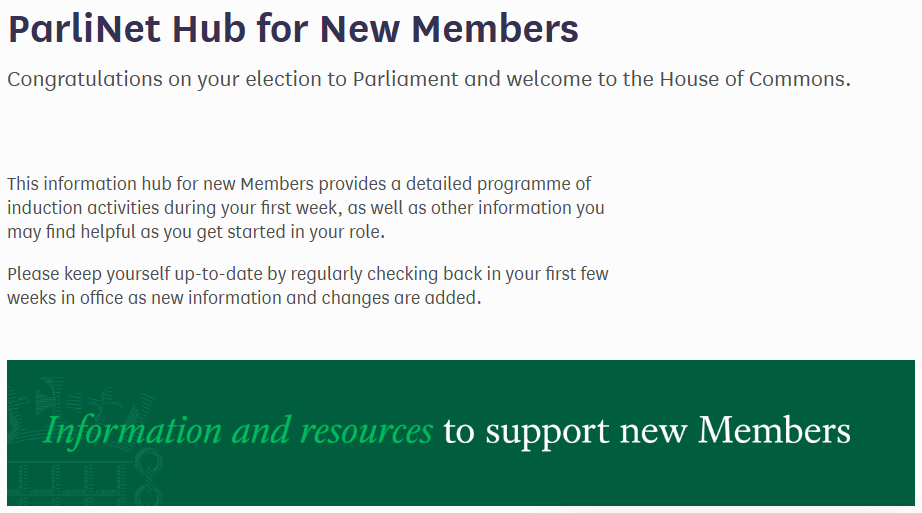 ParliNet Hub for New Members
Congratulations on your election to Parliament and welcome to the House of Commons.
This information hub for new Members provides a detailed programme of
induction activities during your first week, as well as other information you
may find helpful as you get started in your role.
Please keep yourself up-to-date by regularly checking back in your first few
weeks in office as new information and changes are added.
Information and resources to support new Members